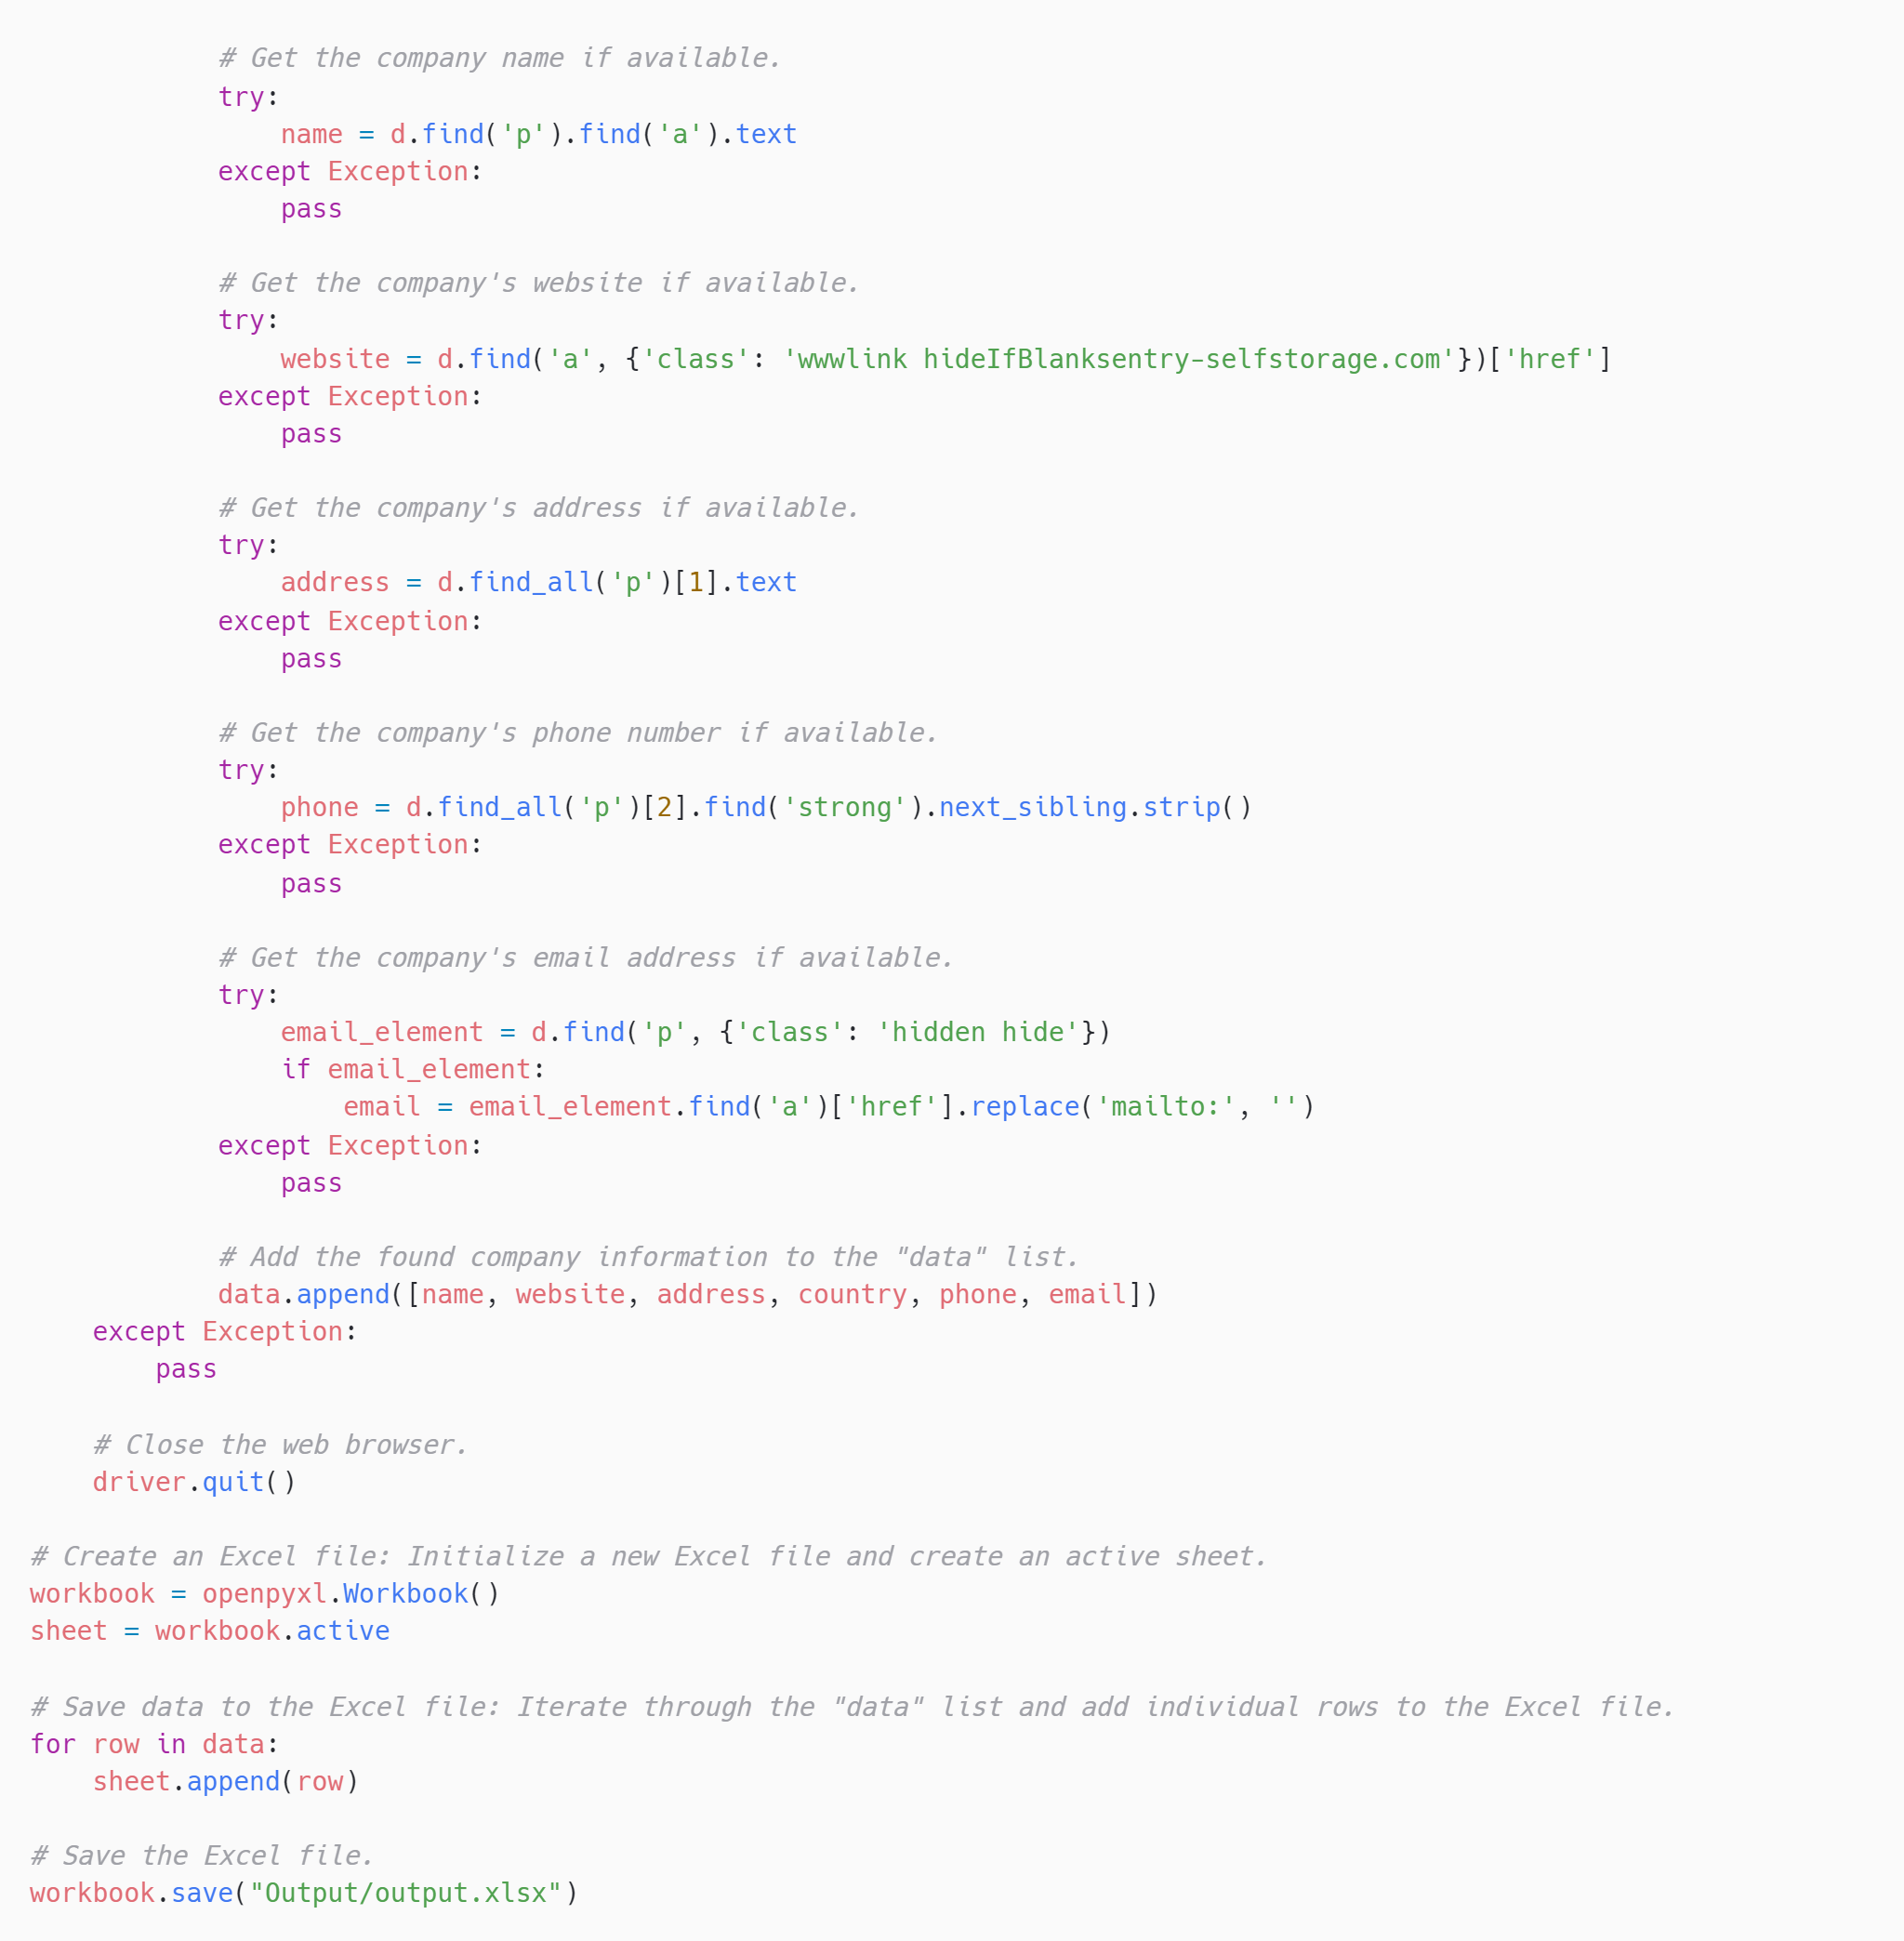 # Get the company name if available.
try:
name = d.find('p').find('a').text
except Exception:
pass
# Get the company's website if available.
try:
website = d.find('a', {'class': 'wwwlink hideIfBlanksentry-selfstorage.com'})['href']
except Exception:
pass
# Get the company's address if available.
try:
address = d.find_all('p')[1].text
except Exception:
pass
# Get the company's phone number if available.
try:
phone = d.find_all('p')[2].find('strong').next_sibling.strip()
except Exception:
pass
# Get the company's email address if available.
try:
email_element = d.find('p', {'class': 'hidden hide'})
if email_element:
email = email_element.find('a')['href'].replace('mailto:', '')
except Exception:
pass
# Add the found company information to the "data" list.
data.append([name, website, address, country, phone, email])
except Exception:
pass
# Close the web browser.
driver.quit()
# Create an Excel file: Initialize a new Excel file and create an active sheet.
workbook = openpyxl.Workbook()
sheet = workbook.active
# Save data to the Excel file: Iterate through the "data" list and add individual rows to the Excel file.
for row in data:
sheet.append(row)
# Save the Excel file.
workbook.save("Output/output.xlsx")